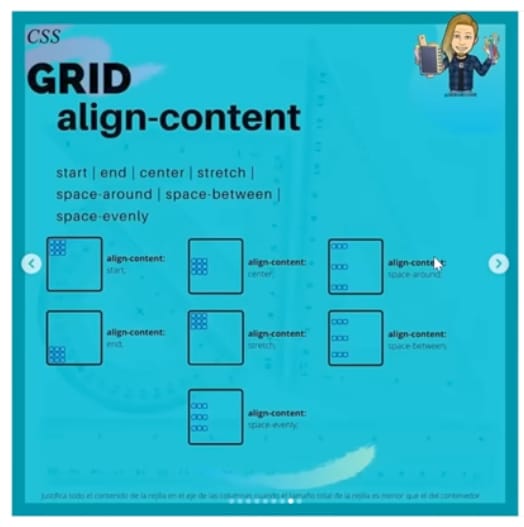 CSS
GRID
align-content
start | end | center | stretch |
space-around | space-between |
space-evenly
align-content:
start;
align-content:
center;
align-content:
space-around;
align-content:
end;
align-content:
stretch;
align-content:
space-between;
align-content:
space-evenly;
Justifica todo el contenido de la rejilla en el eje de las columnas cuando el tamaño total de la rejilla es menor que el del contenedor